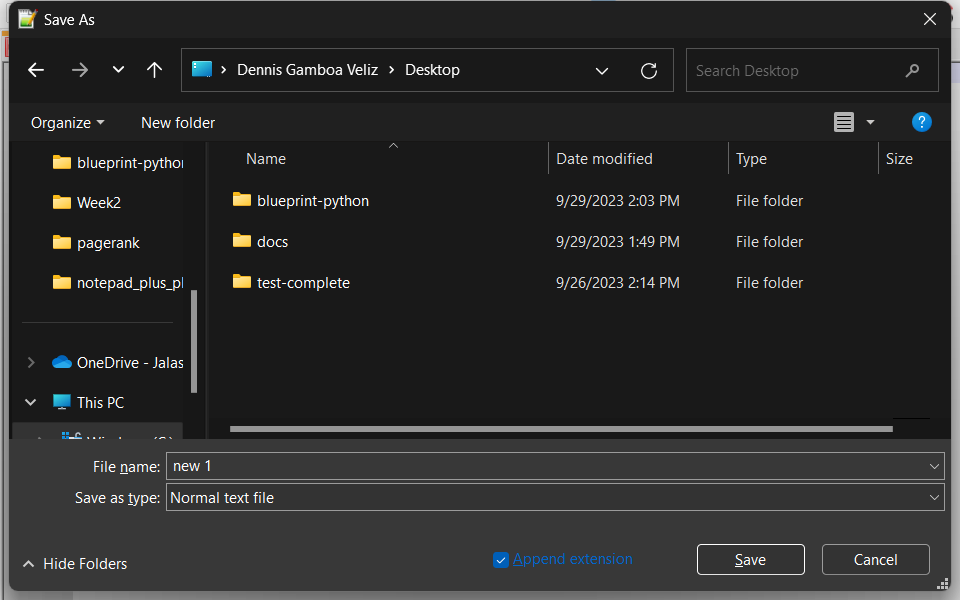 Save As
Dennis Gamboa Veliz > Desktop
Search Desktop
Organize
New folder
?
blueprint-python
Week2
pagerank
notepad_plus_pl
OneDrive - Jalas
This PC
Name Date modified Type Size
blueprint-python 9/29/2023 2:03 PM File folder
docs 9/29/2023 1:49 PM File folder
test-complete 9/26/2023 2:14 PM File folder
File name: new 1
Save as type: Normal text file
Hide Folders
Append extension
Save
Cancel